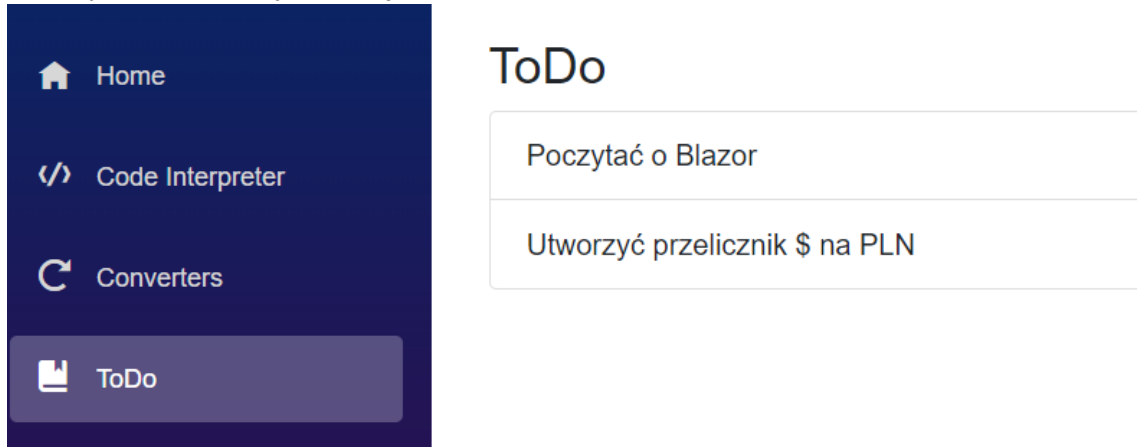 Home
Code Interpreter
Converters
ToDo
ToDo
Poczytać o Blazor
Utworzyć przelicznik $ na PLN